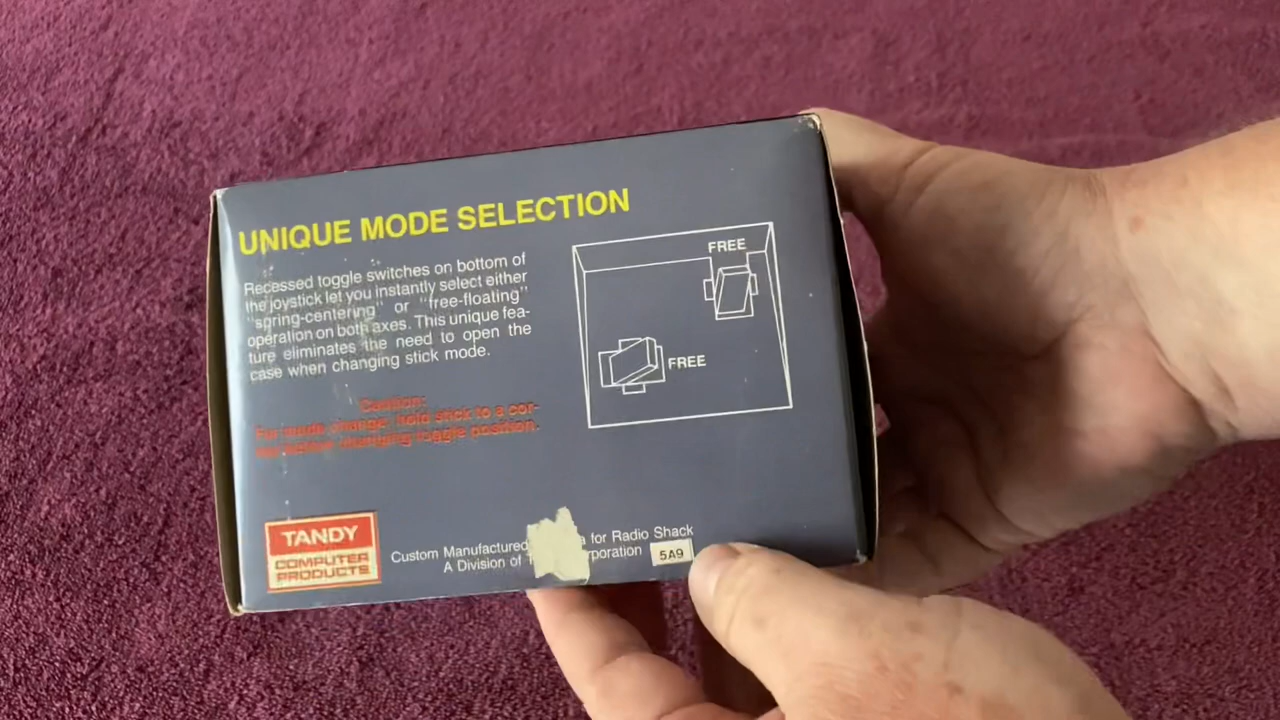 UNIQUE MODE SELECTION
Recessed toggle switches on bottom of
the joystick let you instantly select either
"spring-centering" or "free-floating"
operation on both axes. This unique fea-
ture eliminates the need to open the
case when changing stick mode.
Caution:
For mode change, hold stick to a cor-
ner before changing toggle position.
FREE
FREE
TANDY
COMPUTER
PRODUCTS
Custom Manufactured for Radio Shack
A Division of
5A9